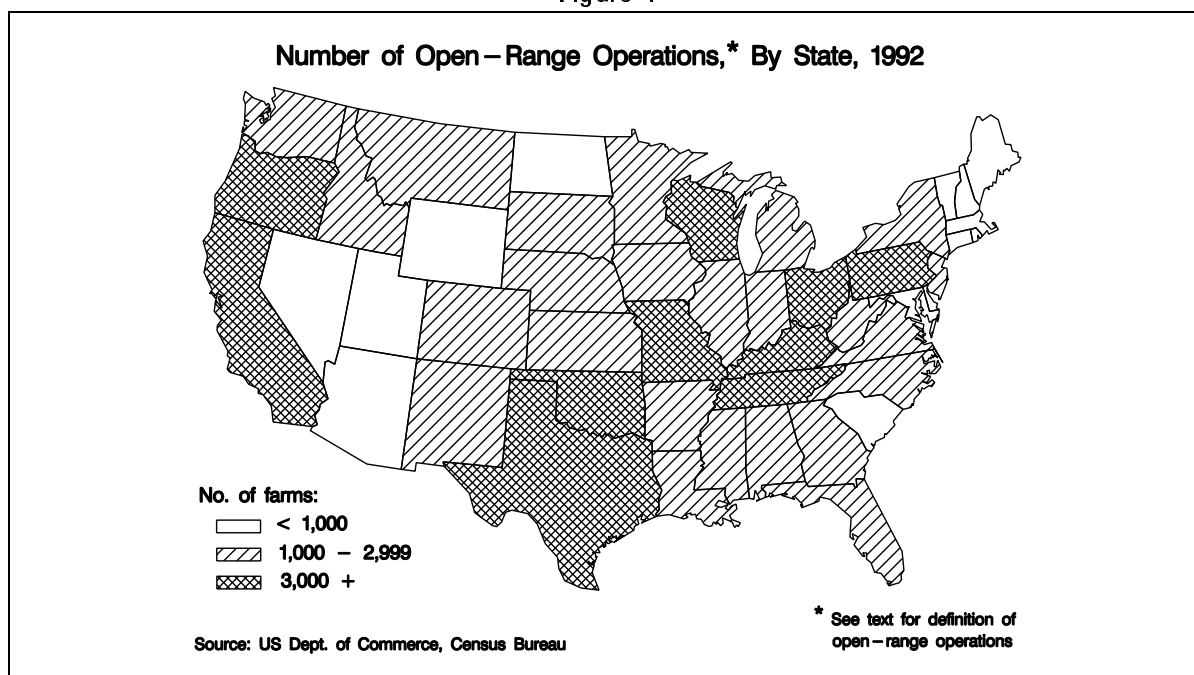 Number of Open–Range Operations,* By State, 1992
No. of farms:
< 1,000
1,000 – 2,999
3,000 +
* See text for definition of
open–range operations
Source: US Dept. of Commerce, Census Bureau